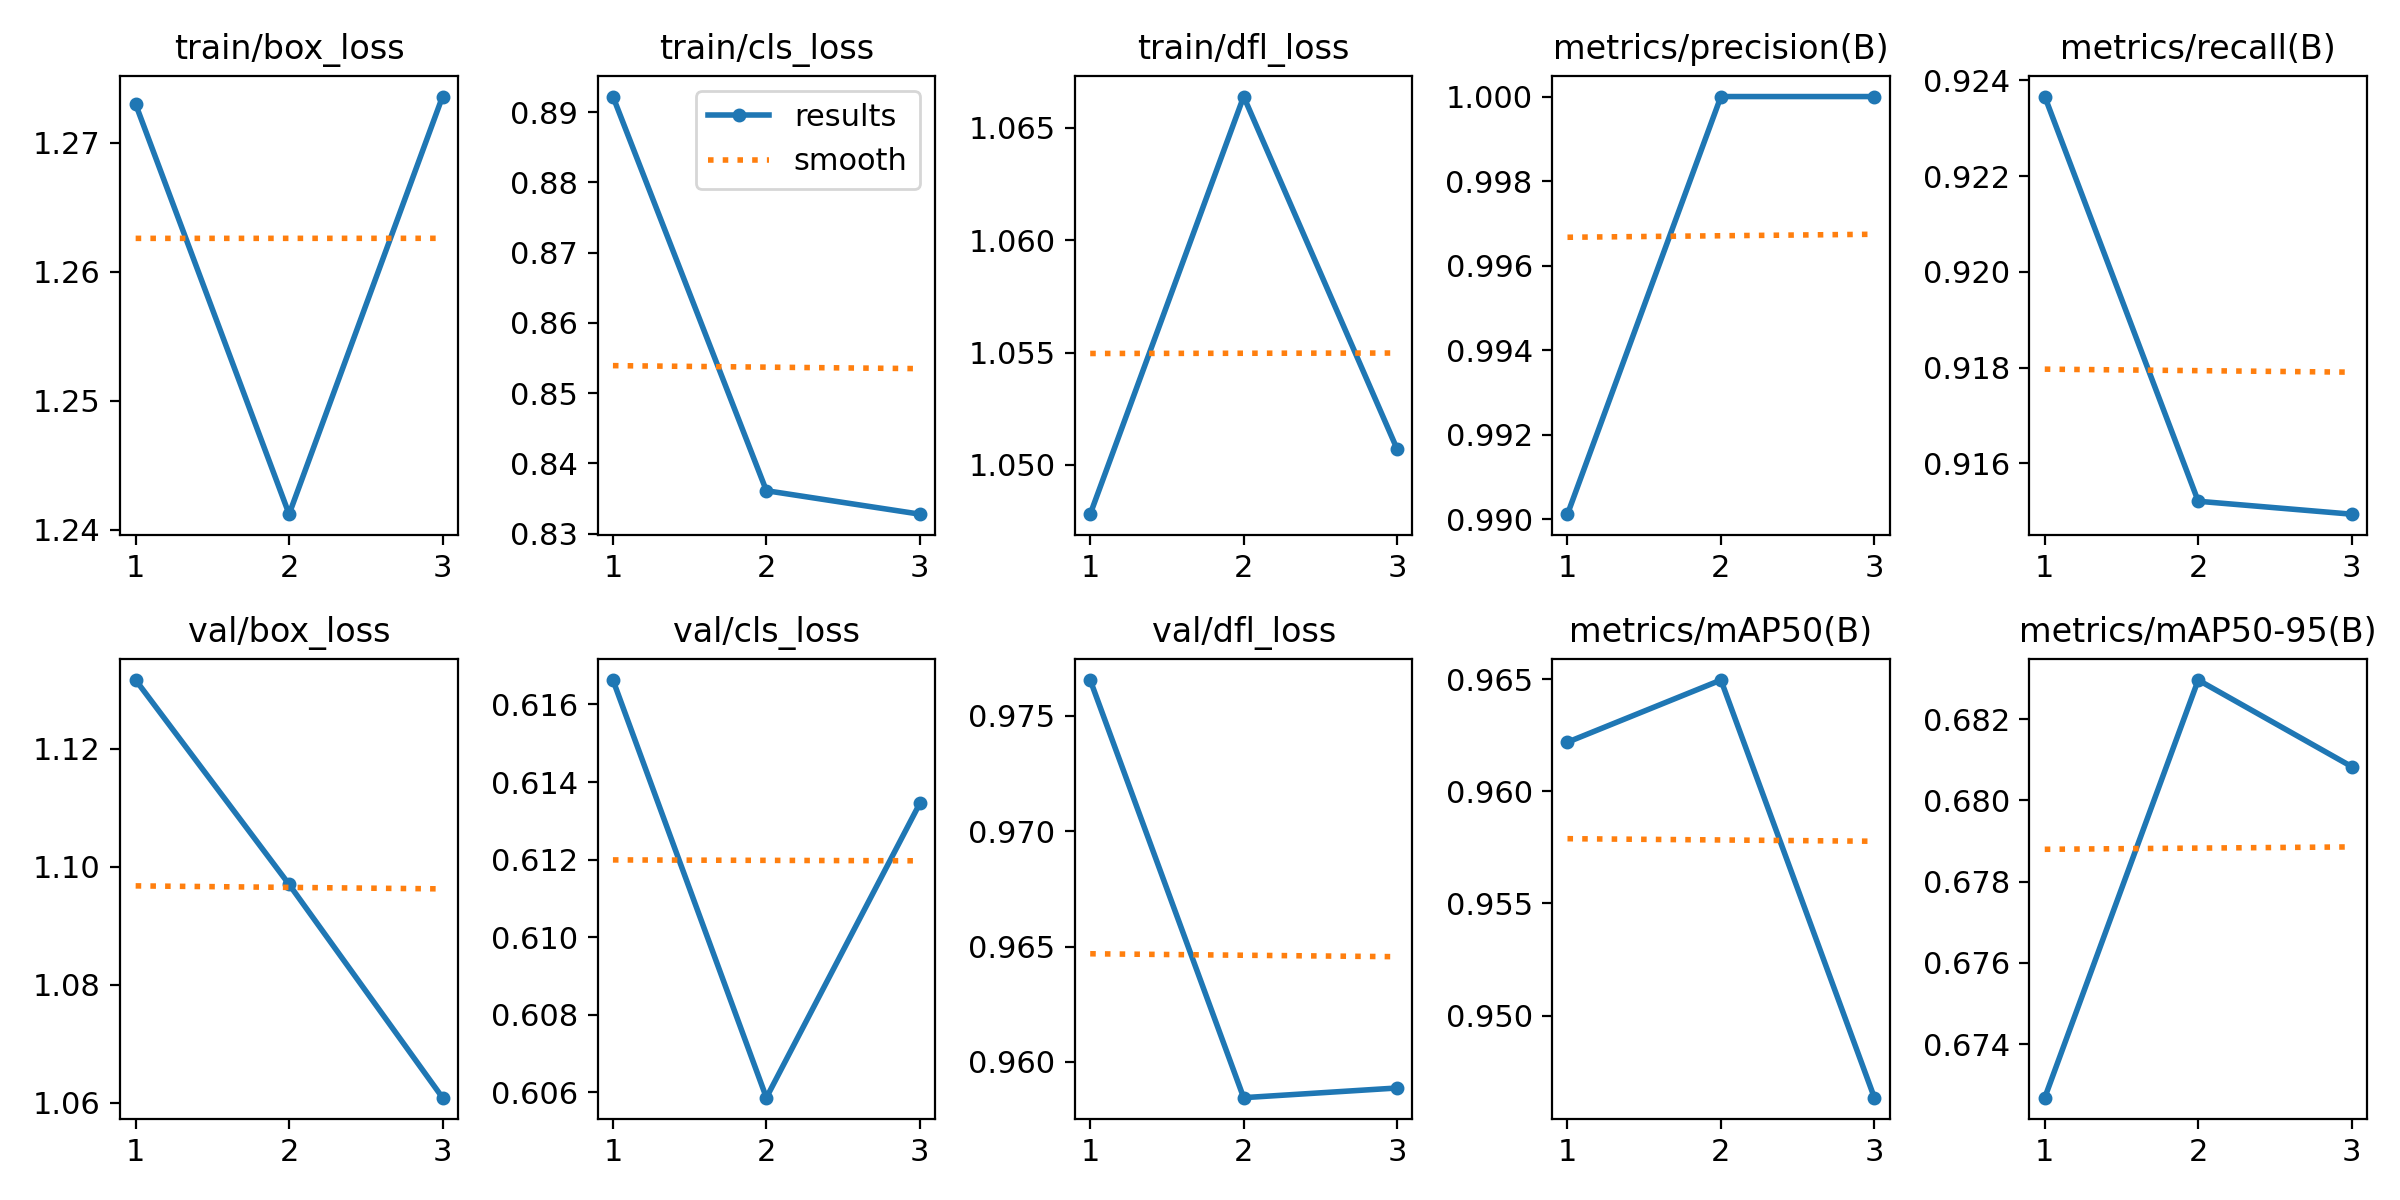 train/box_loss
1.27
1.26
1.25
1.24
1 2 3
train/cls_loss
results
smooth
0.89
0.88
0.87
0.86
0.85
0.84
0.83
1 2 3
train/dfl_loss
1.065
1.060
1.055
1.050
1 2 3
metrics/precision(B)
1.000
0.998
0.996
0.994
0.992
0.990
1 2 3
metrics/recall(B)
0.924
0.922
0.920
0.918
0.916
1 2 3
val/box_loss
1.12
1.10
1.08
1.06
1 2 3
val/cls_loss
0.616
0.614
0.612
0.610
0.608
0.606
1 2 3
val/dfl_loss
0.975
0.970
0.965
0.960
1 2 3
metrics/mAP50(B)
0.965
0.960
0.955
0.950
1 2 3
metrics/mAP50-95(B)
0.682
0.680
0.678
0.676
0.674
1 2 3